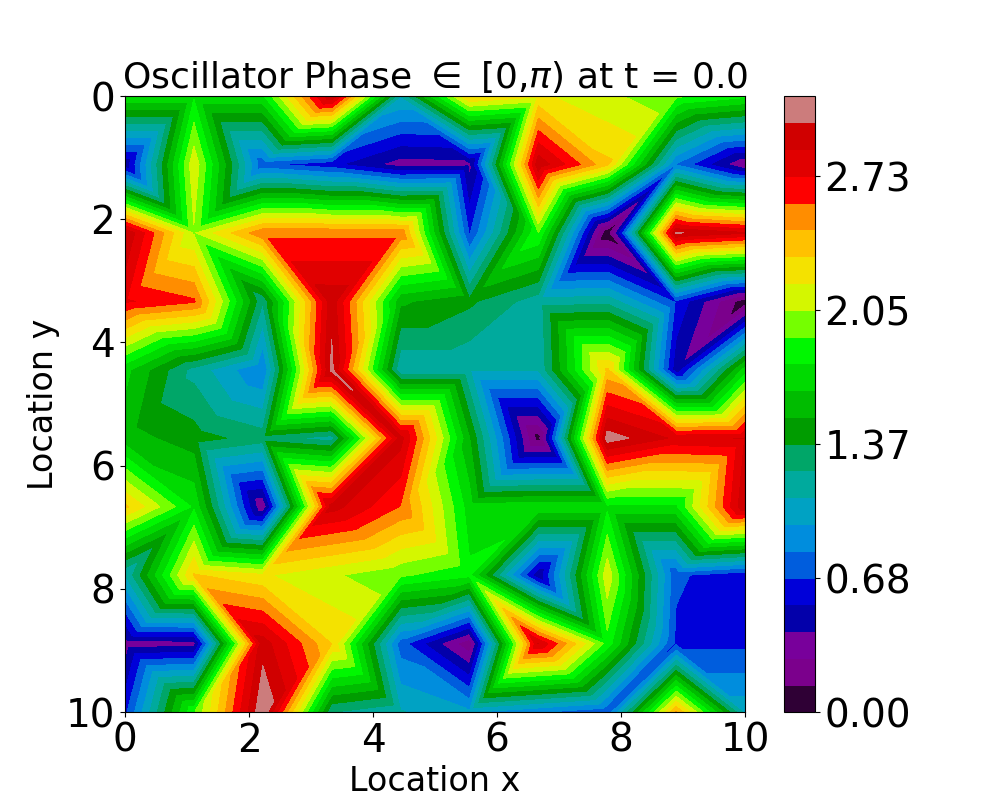 Oscillator Phase ∈ [0,π) at t = 0.0
0
2
4
6
8
10
Location y
0 2 4 6 8 10
Location x
2.73
2.05
1.37
0.68
0.00